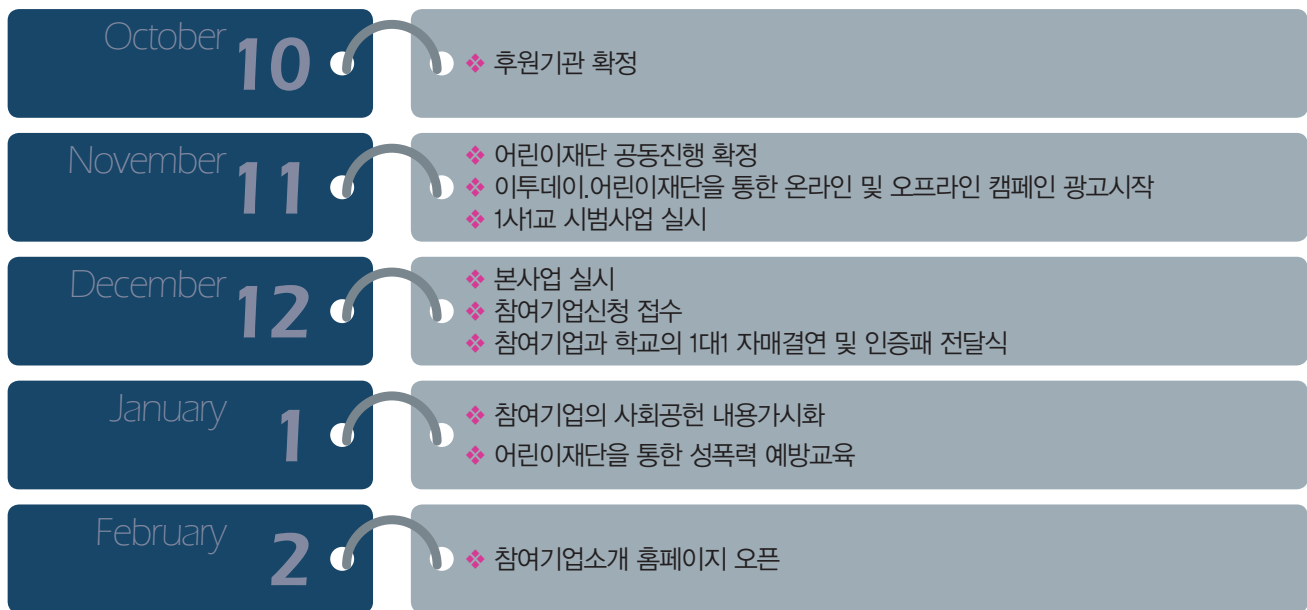 October 10
❖ 후원기관 확정
November 11
❖ 어린이재단 공동진행 확정
❖ 이투데이.어린이재단을 통한 온라인 및 오프라인 캠페인 광고시작
❖ 1사1교 시범사업 실시
December 12
❖ 본사업 실시
❖ 참여기업신청 접수
❖ 참여기업과 학교의 1대1 자매결연 및 인증패 전달식
January 1
❖ 참여기업의 사회공헌 내용가시화
❖ 어린이재단을 통한 성폭력 예방교육
February 2
❖ 참여기업소개 홈페이지 오픈